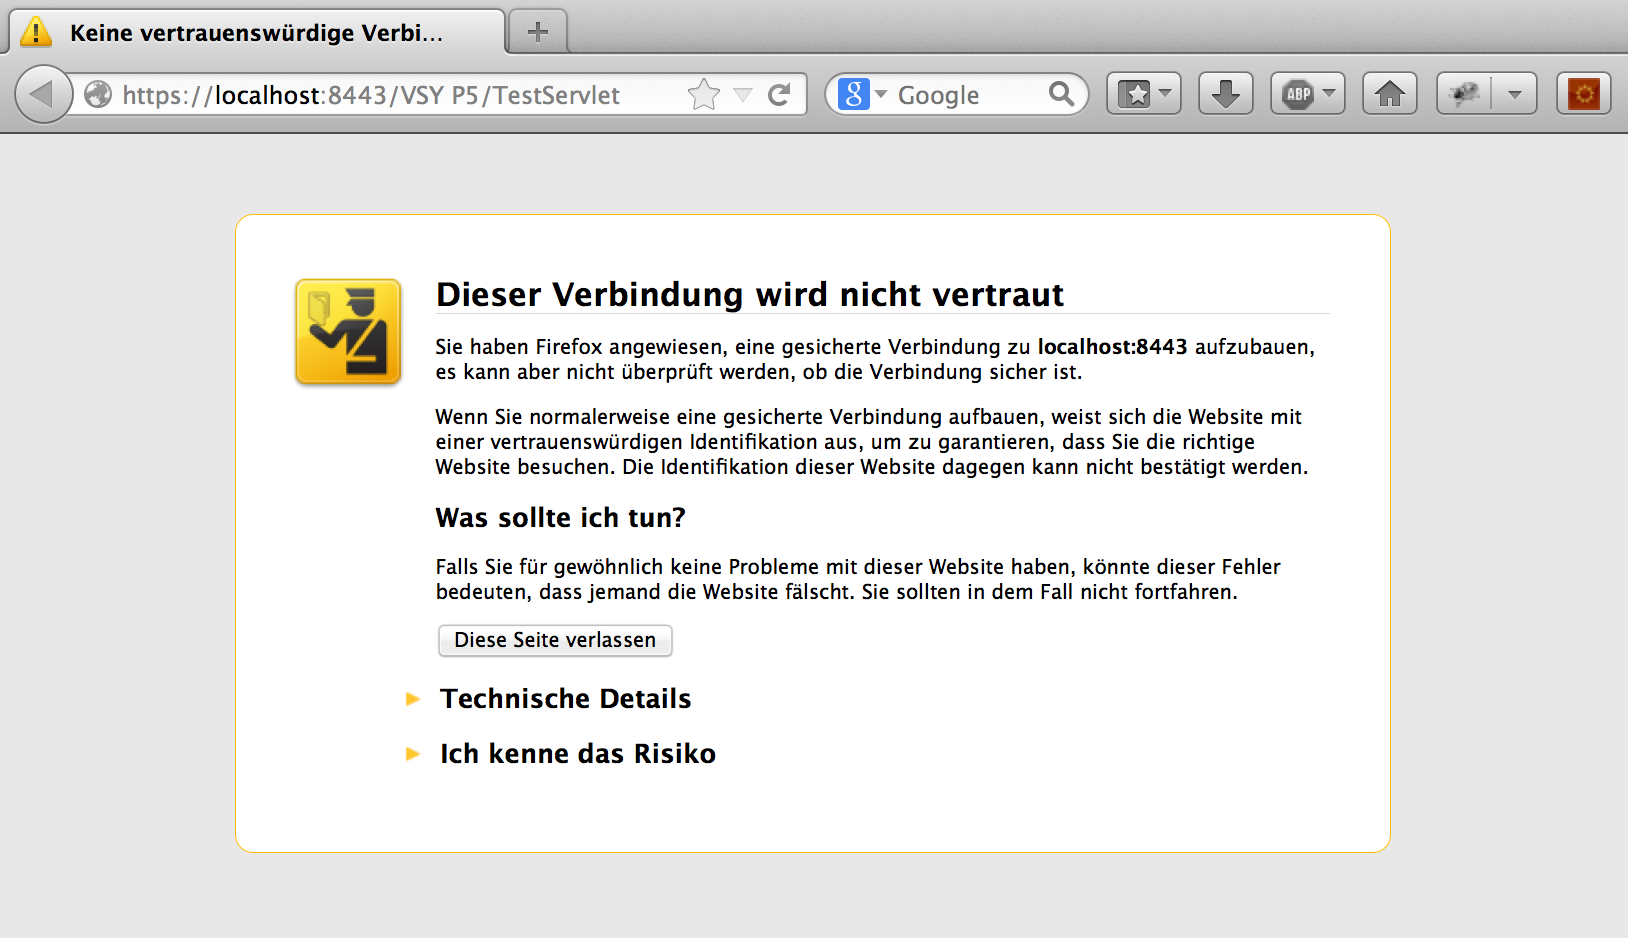 Keine vertrauenswürdige Verbi...
https://localhost:8443/VSY P5/TestServlet
g
Google
ABP
Dieser Verbindung wird nicht vertraut
Sie haben Firefox angewiesen, eine gesicherte Verbindung zu localhost:8443 aufzubauen,
es kann aber nicht überprüft werden, ob die Verbindung sicher ist.
Wenn Sie normalerweise eine gesicherte Verbindung aufbauen, weist sich die Website mit
einer vertrauenswürdigen Identifikation aus, um zu garantieren, dass Sie die richtige
Website besuchen. Die Identifikation dieser Website dagegen kann nicht bestätigt werden.
Was sollte ich tun?
Falls Sie für gewöhnlich keine Probleme mit dieser Website haben, könnte dieser Fehler
bedeuten, dass jemand die Website fälscht. Sie sollten in dem Fall nicht fortfahren.
Diese Seite verlassen
Technische Details
Ich kenne das Risiko